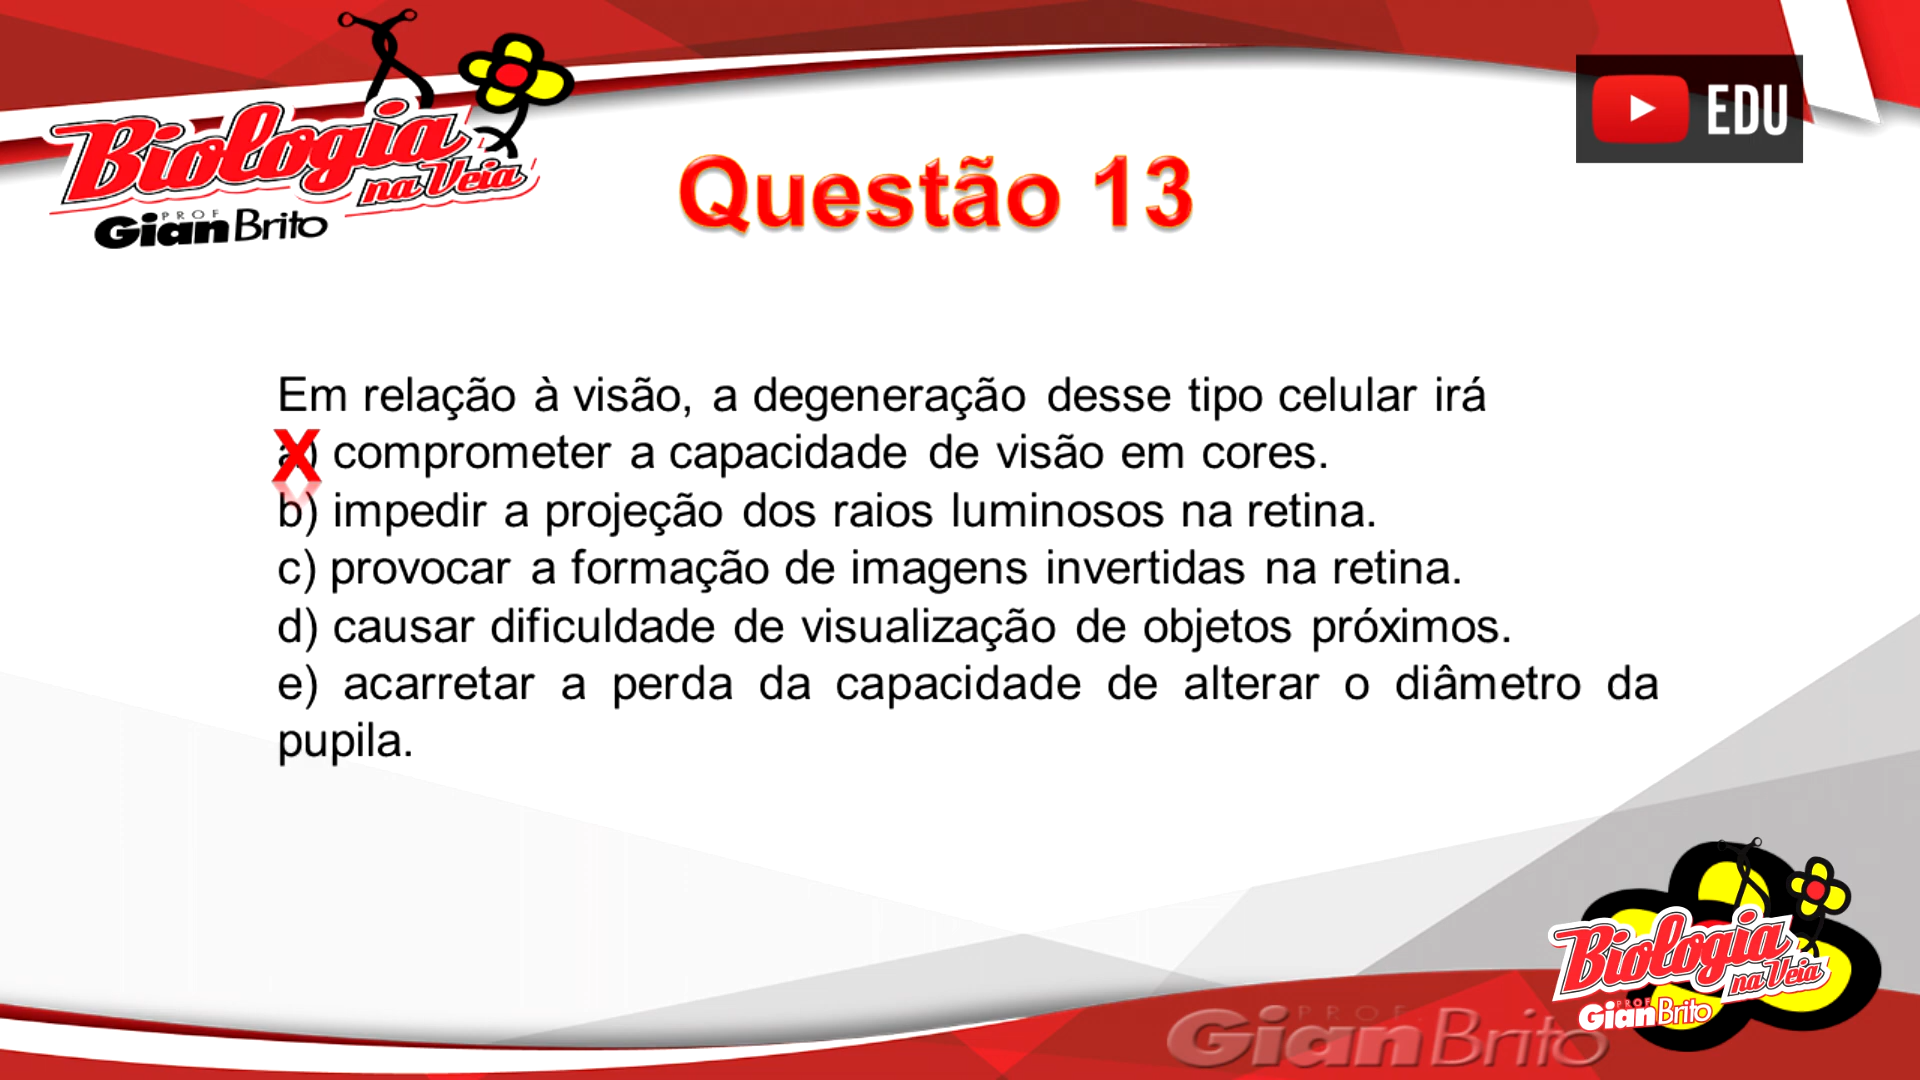 Biologia
na Veia
PROF
Gian Brito
EDU
Questão 13
Em relação à visão, a degeneração desse tipo celular irá
X a) comprometer a capacidade de visão em cores.
b) impedir a projeção dos raios luminosos na retina.
c) provocar a formação de imagens invertidas na retina.
d) causar dificuldade de visualização de objetos próximos.
e) acarretar a perda da capacidade de alterar o diâmetro da
pupila.
Biologia
na Veia
PROF
Gian Brito
PROF.
Gian Brito